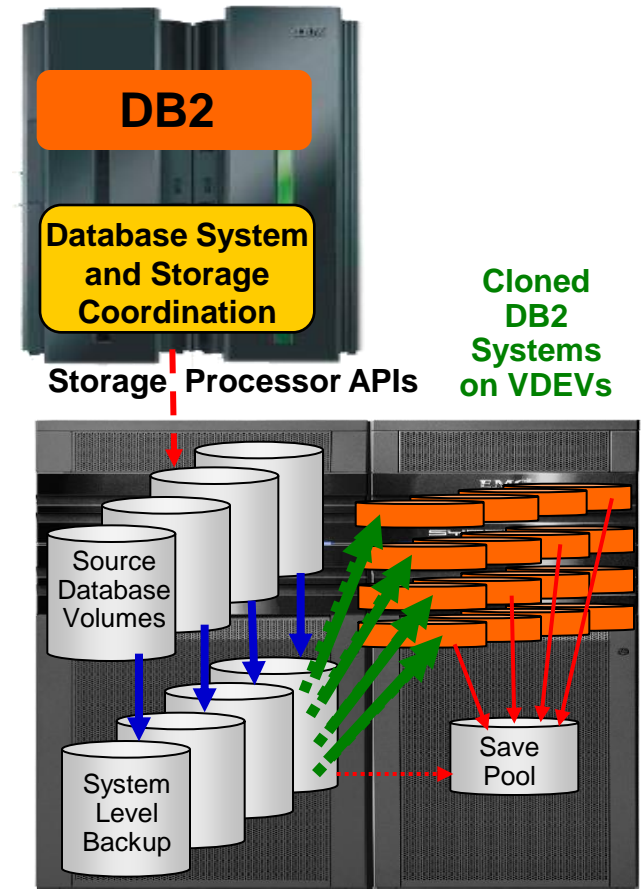 DB2
Database System
and Storage
Coordination
Cloned
DB2
Systems
on VDEVs
Storage Processor APIs
EMC
Source
Database
Volumes
System
Level
Backup
Save
Pool